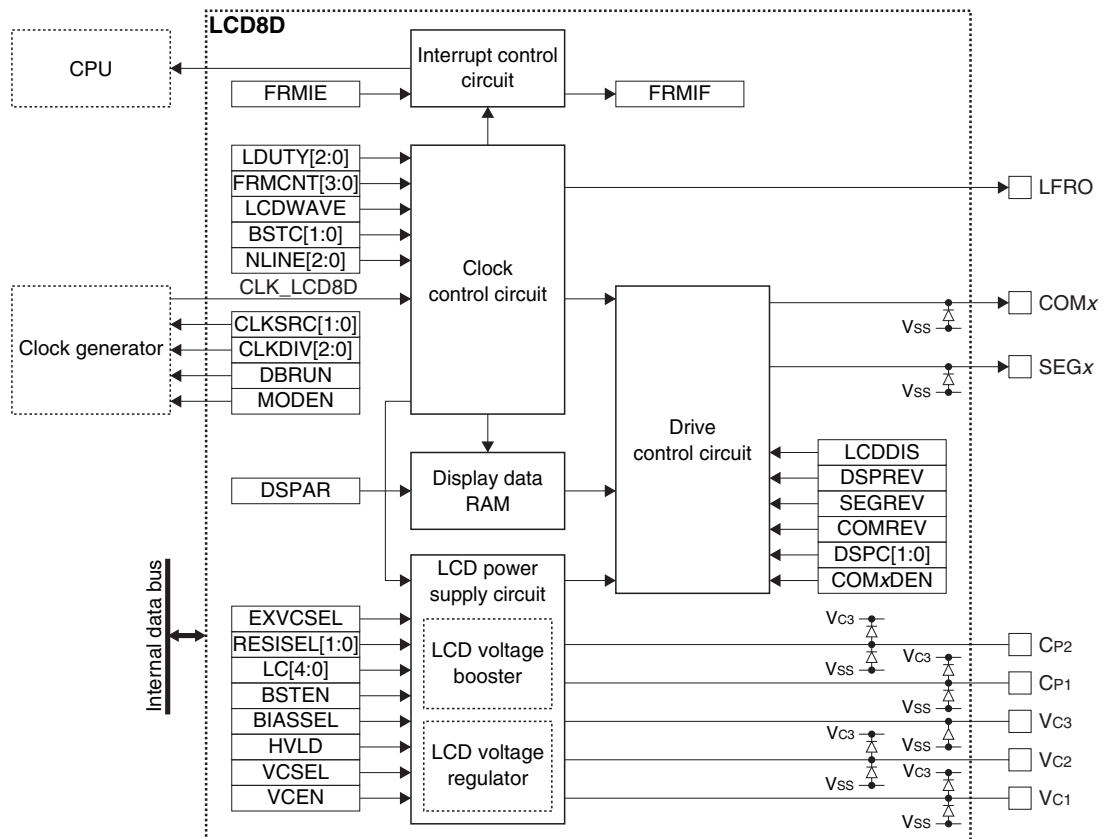 LCD8D
CPU
Interrupt control
circuit
FRMIE
FRMIF
LDUTY[2:0]
FRMCNT[3:0]
LCDWAVE
BSTC[1:0]
NLINE[2:0]
CLK_LCD8D
Clock
control circuit
LFRO
Clock generator
CLKSRC[1:0]
CLKDIV[2:0]
DBRUN
MODEN
COMx
VSS
SEGx
VSS
Drive
control circuit
LCDDIS
DSPREV
SEGREV
COMREV
DSPC[1:0]
COMxDEN
DSPAR
Display data
RAM
Internal data bus
LCD power
supply circuit
LCD voltage
booster
LCD voltage
regulator
EXVCSEL
RESISEL[1:0]
LC[4:0]
BSTEN
BIASSEL
HVLD
VCSEL
VCEN
VC3
VSS
CP2
VC3
VSS
CP1
VSS
VC3
VC3
VSS
VC2
VC3
VSS
VC1